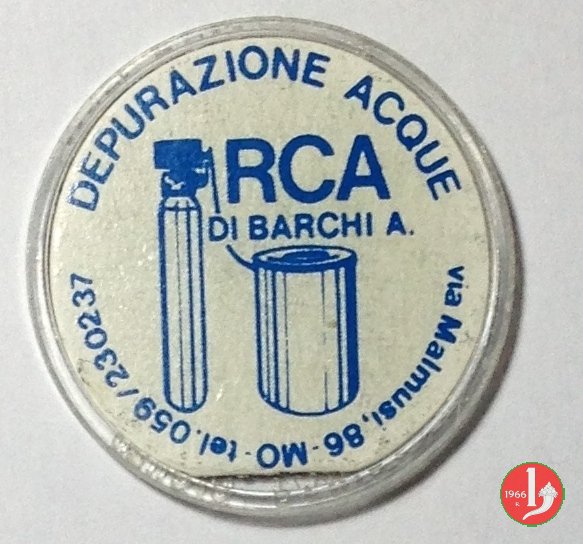 DEPURAZIONE ACQUE
RCA
DI BARCHI A.
via Malmusi, 86 - MO - tel. 059/230237
1966